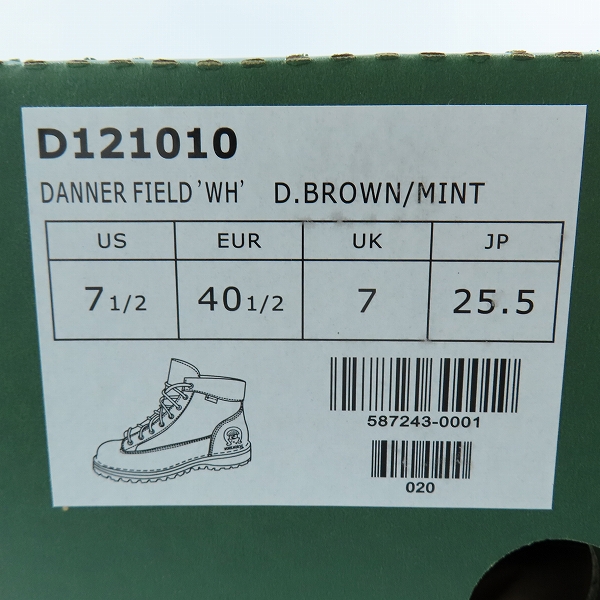 D121010
DANNER FIELD 'WH' D.BROWN/MINT
US EUR UK JP
7 1/2 40 1/2 7 25.5
587243-0001
020